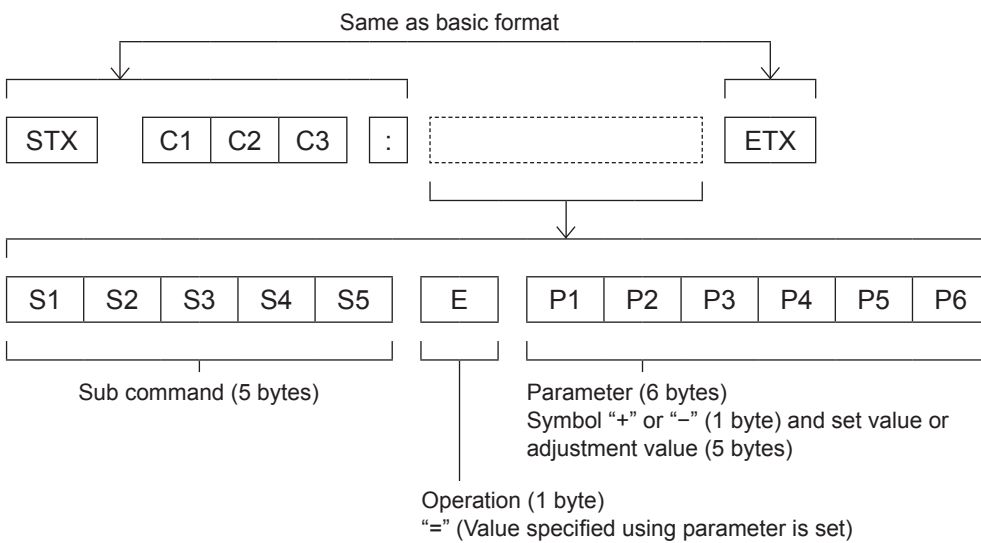 Same as basic format
STX C1 C2 C3 : ETX
S1 S2 S3 S4 S5 E P1 P2 P3 P4 P5 P6
Sub command (5 bytes)
Parameter (6 bytes)
Symbol “+” or “−” (1 byte) and set value or
adjustment value (5 bytes)
Operation (1 byte)
“=” (Value specified using parameter is set)